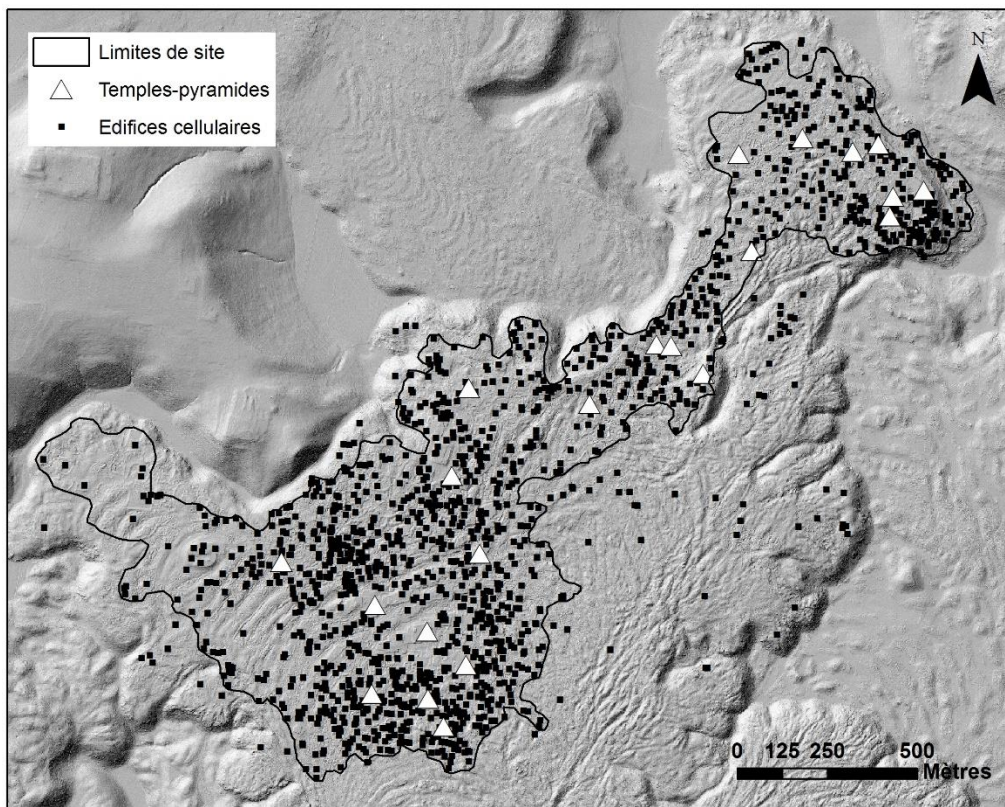 Limites de site
Temples-pyramides
Edifices cellulaires
N
0 125 250 500
Mètres